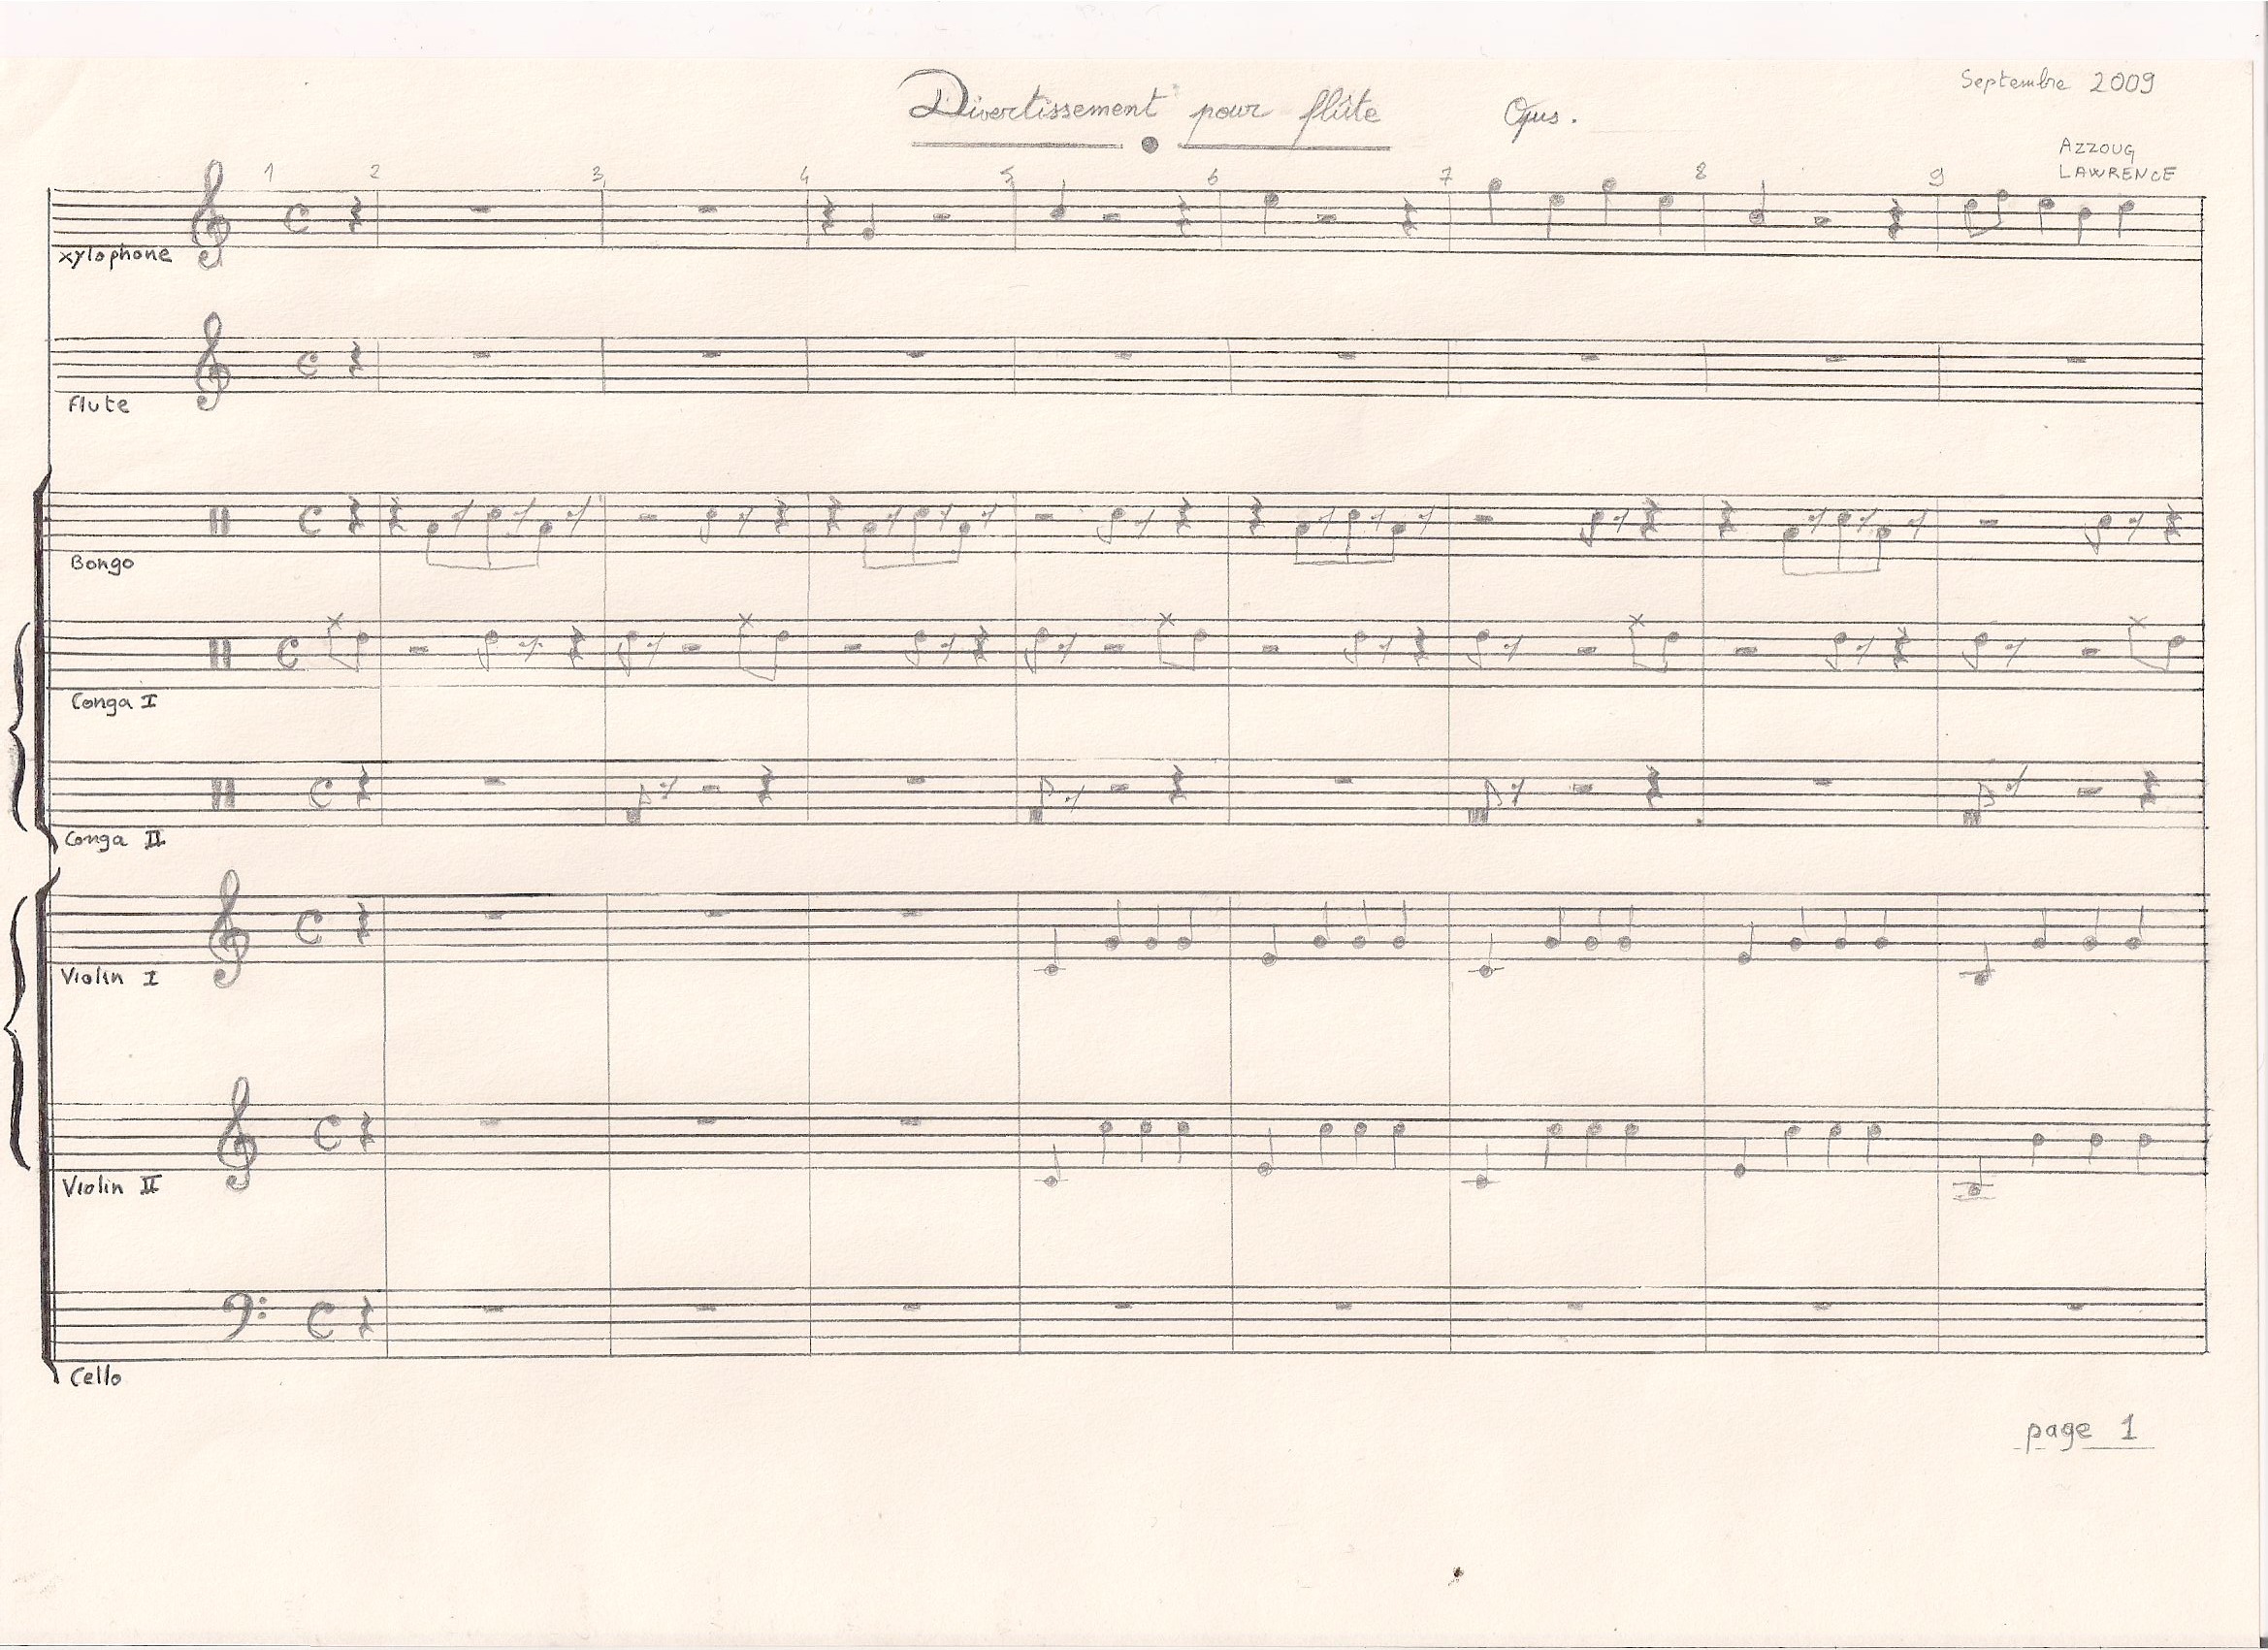 Septembre 2009
Divertissement pour flûte Opus.
AZZOUG
LAWRENCE
1 2 3 4 5 6 7 8 9
xylophone
Flute
Bongo
Conga I
Conga II
Violin I
Violin II
Cello
page 1